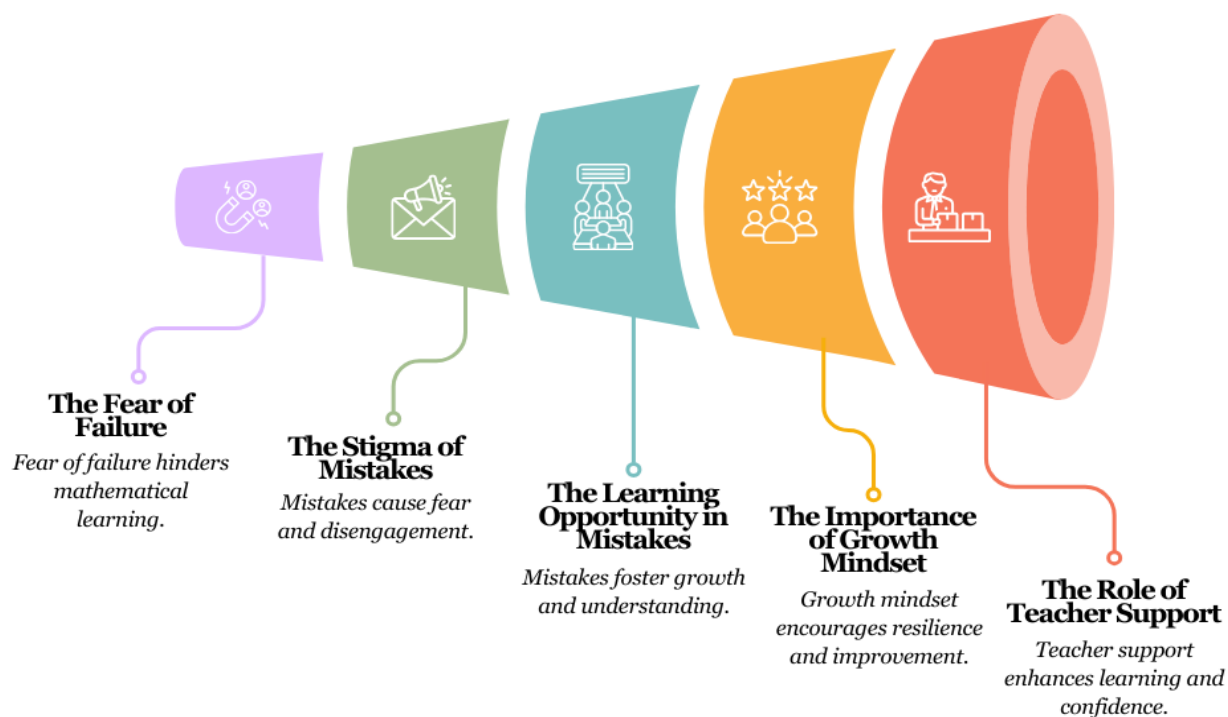 The Fear of
Failure
Fear of failure hinders
mathematical
learning.
The Stigma of
Mistakes
Mistakes cause fear
and disengagement.
The Learning
Opportunity in
Mistakes
Mistakes foster growth
and understanding.
The Importance
of Growth
Mindset
Growth mindset
encourages resilience
and improvement.
The Role of
Teacher Support
Teacher support
enhances learning and
confidence.